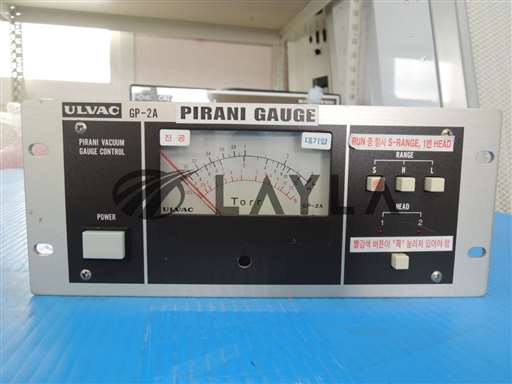 ULVAC GP-2A PIRANI GAUGE
PIRANI VACUUM
GAUGE CONTROL
POWER
진 공
대기압
Torr
ULVAC
GP-2A
RUN 중 항시 S-RANGE, 1번 HEAD
RANGE
S N L
HEAD
1 2
빨강색 버튼이 "꾹" 눌러져 있어야 함
LAYLA